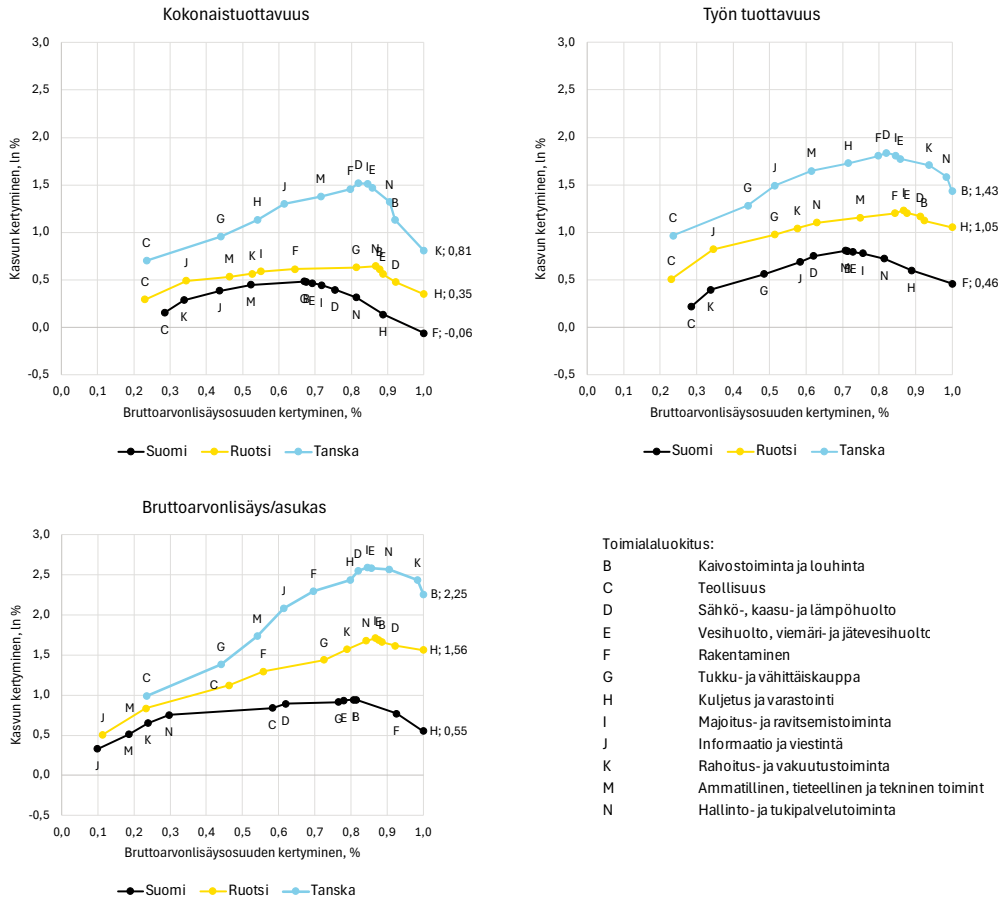 Kokonaistuottavuus
Kasvun kertyminen, ln %
3,0
2,5
2,0
1,5
1,0
0,5
0,0
-0,5
C G H J M F D I E N B K; 0,81
C J M K I F G N B E D H; 0,35
C K J M G B E I D N H F; -0,06
0,0 0,1 0,2 0,3 0,4 0,5 0,6 0,7 0,8 0,9 1,0
Bruttoarvonlisäysosuuden kertyminen, %
Suomi Ruotsi Tanska
Työn tuottavuus
Kasvun kertyminen, ln %
3,0
2,5
2,0
1,5
1,0
0,5
0,0
-0,5
C G J M H F D I E K N B; 1,43
C J G K N M F I E D B H; 1,05
C K G J D M B E I N H F; 0,46
0,0 0,1 0,2 0,3 0,4 0,5 0,6 0,7 0,8 0,9 1,0
Bruttoarvonlisäysosuuden kertyminen, %
Suomi Ruotsi Tanska
Bruttoarvonlisäys/asukas
Kasvun kertyminen, ln %
3,0
2,5
2,0
1,5
1,0
0,5
0,0
-0,5
C G M J F H D I E N K B; 2,25
J M C F G K N I E B D H; 1,56
J M K N C D G E I B F H; 0,55
0,0 0,1 0,2 0,3 0,4 0,5 0,6 0,7 0,8 0,9 1,0
Bruttoarvonlisäysosuuden kertyminen, %
Suomi Ruotsi Tanska
Toimialaluokitus:
B Kaivostoiminta ja louhinta
C Teollisuus
D Sähkö-, kaasu- ja lämpöhuolto
E Vesihuolto, viemäri- ja jätevesihuolto
F Rakentaminen
G Tukku- ja vähittäiskauppa
H Kuljetus ja varastointi
I Majoitus- ja ravitsemistoiminta
J Informaatio ja viestintä
K Rahoitus- ja vakuutustoiminta
M Ammatillinen, tieteellinen ja tekninen toimint
N Hallinto- ja tukipalvelutoiminta